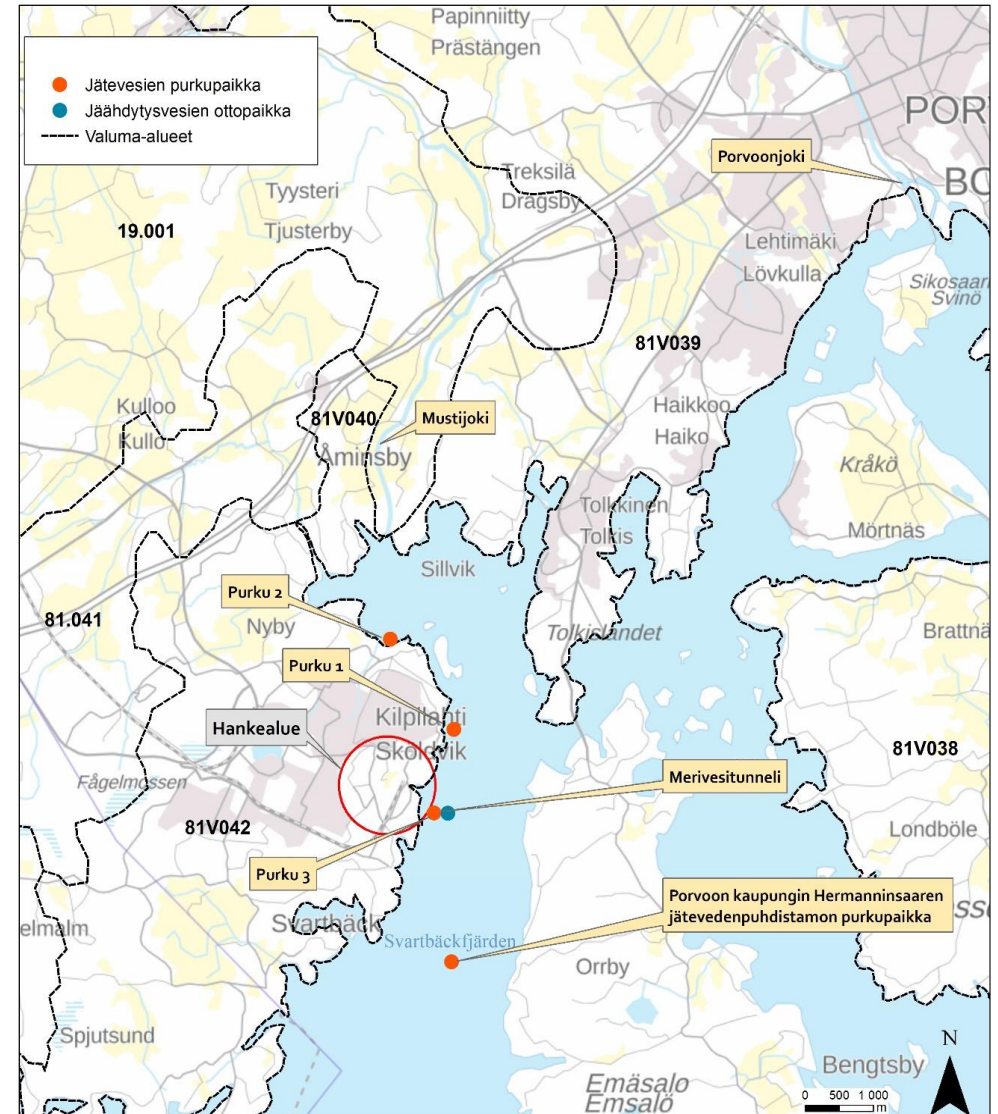 Jätevesien purkupaikka
Jäähdytysvesien ottopaikka
Valuma-alueet
Papinniitty
Prästängen
POR
BO
Porvoonjoki
Treksilä
Dragsby
Tyysteri
Tjusterby
19.001
Lehtimäki
Lövkulla
Sikosaari
Svinö
81V039
Kulloo
Kullo
81V040
Mustijoki
Åminsby
Haikkoo
Haiko
Kråkö
Mörtnäs
Tolkkinen
Tolkis
Sillvik
Purku 2
81.041
Nyby
Tolkislandet
Brattnä
Purku 1
Kilpilahti
Sköldvik
Hankealue
81V038
Fågelmossen
Merivesitunneli
81V042
Londböle
Purku 3
Porvoon kaupungin Hermanninsaaren
jätevedenpuhdistamon purkupaikka
elmalm
Svartbäck
Svartbäckfjärden
Orrby
Spjutsund
N
Bengtsby
Emäsalo
Emsalö
0 500 1 000
m